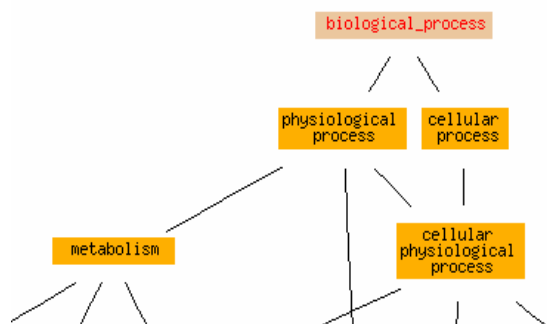 biological_process
physiological
process
cellular
process
metabolism
cellular
physiological
process